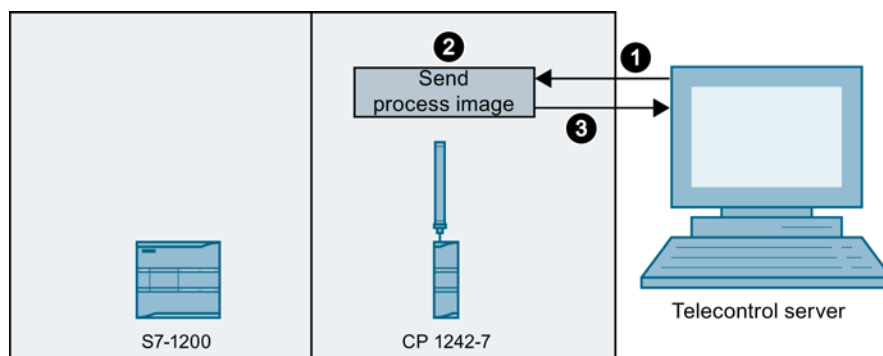 2
1
Send
process image
3
Telecontrol server
S7-1200
CP 1242-7